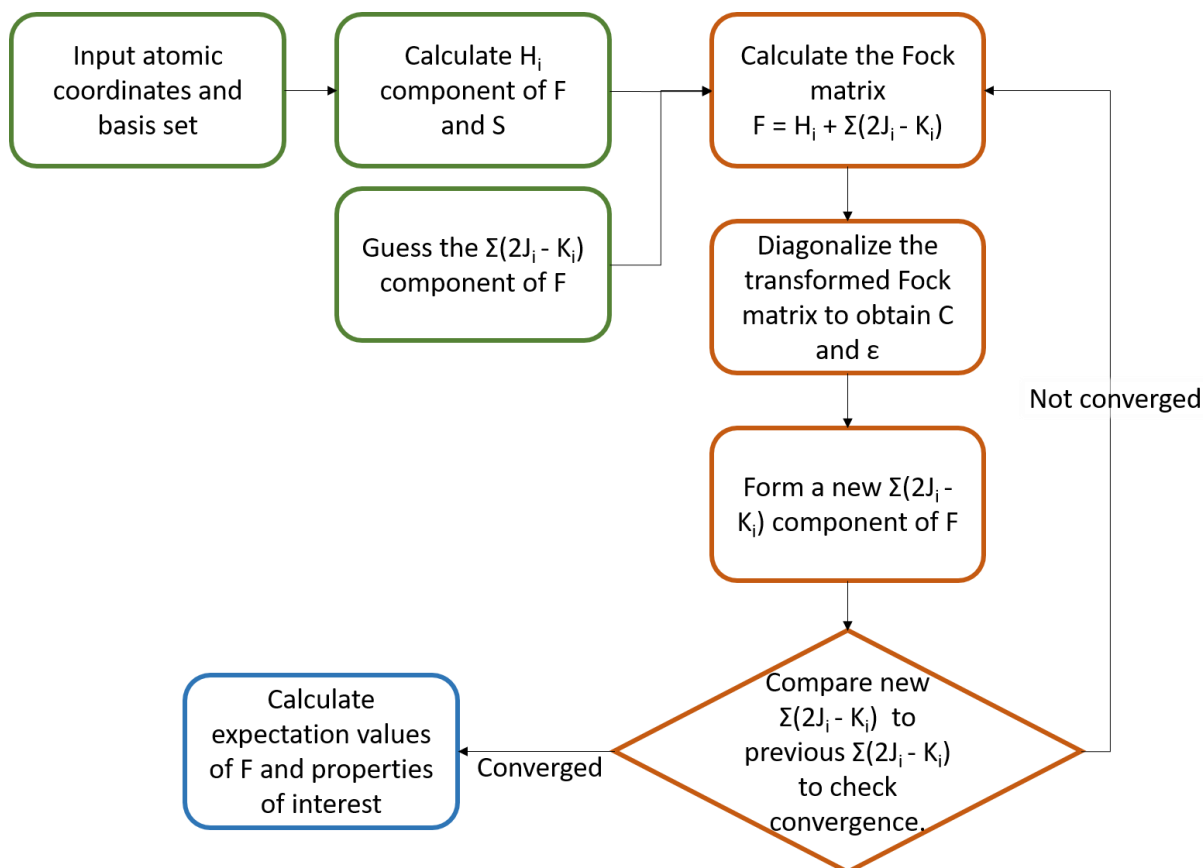 Input atomic
coordinates and
basis set
Calculate Hᵢ
component of F
and S
Guess the Σ(2Jᵢ - Kᵢ)
component of F
Calculate the Fock
matrix
F = Hᵢ + Σ(2Jᵢ - Kᵢ)
Diagonalize the
transformed Fock
matrix to obtain C
and ε
Not converged
Form a new Σ(2Jᵢ -
Kᵢ) component of F
Compare new
Σ(2Jᵢ - Kᵢ) to
previous Σ(2Jᵢ - Kᵢ)
to check
convergence.
Converged
Calculate
expectation values
of F and properties
of interest